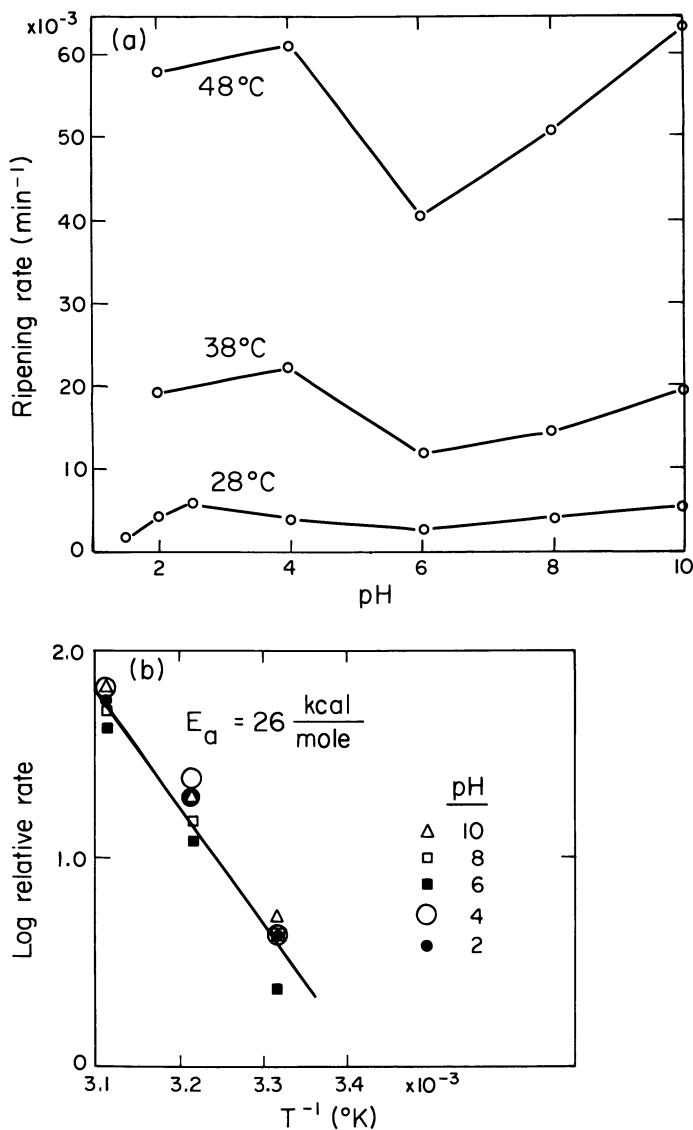 x10⁻³
(a)
60
48°C
50
40
30
38°C
20
10
28°C
0
2 4 6 8 10
pH
Ripening rate (min⁻¹)
2.0
(b)
Eₐ = 26 kcal
mole
pH
10
8
6
4
2
1.0
0
3.1 3.2 3.3 3.4 x10⁻³
T⁻¹ (°K)
Log relative rate